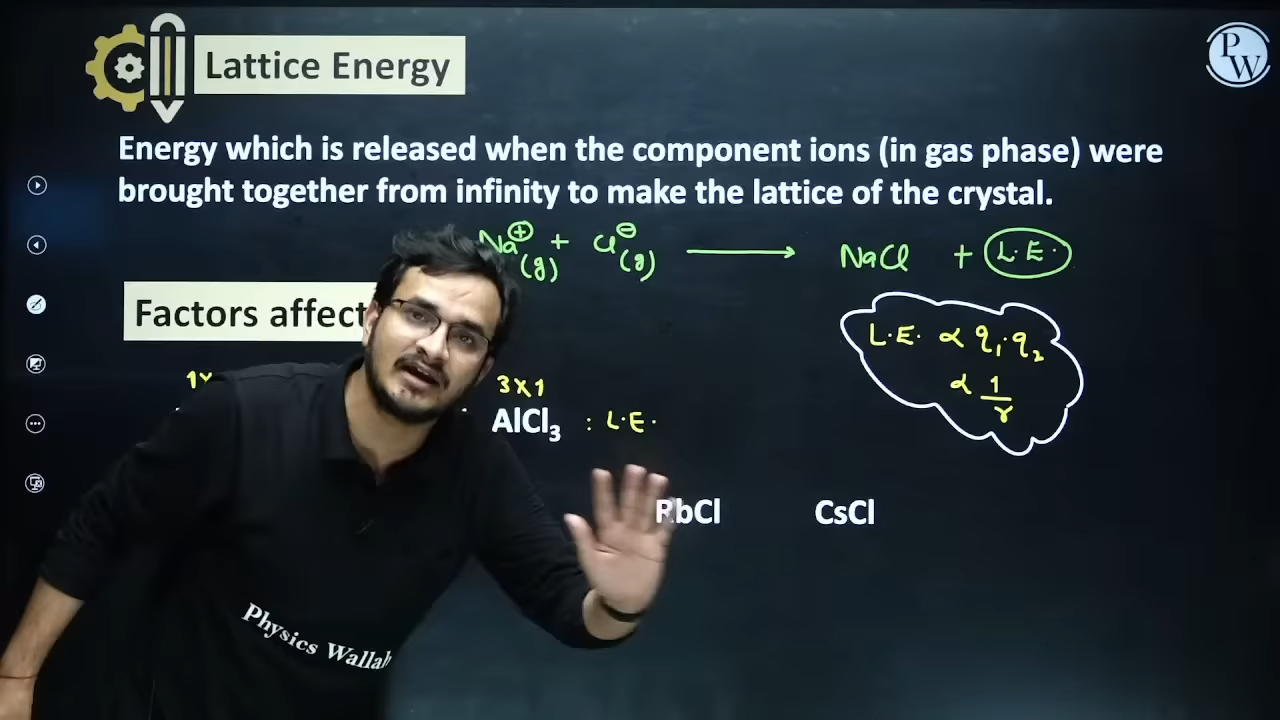 Lattice Energy
PW
Energy which is released when the component ions (in gas phase) were
brought together from infinity to make the lattice of the crystal.
Na⊕(g) + Cl⊖(g) ⟶ NaCl + L.E.
Factors affect
L.E. ∝ q₁·q₂
∝ 1/r
1x 3x1
AlCl₃ : L.E.
RbCl CsCl
Physics Wallah